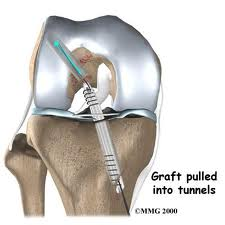 Graft pulled
into tunnels
©MMG 2000